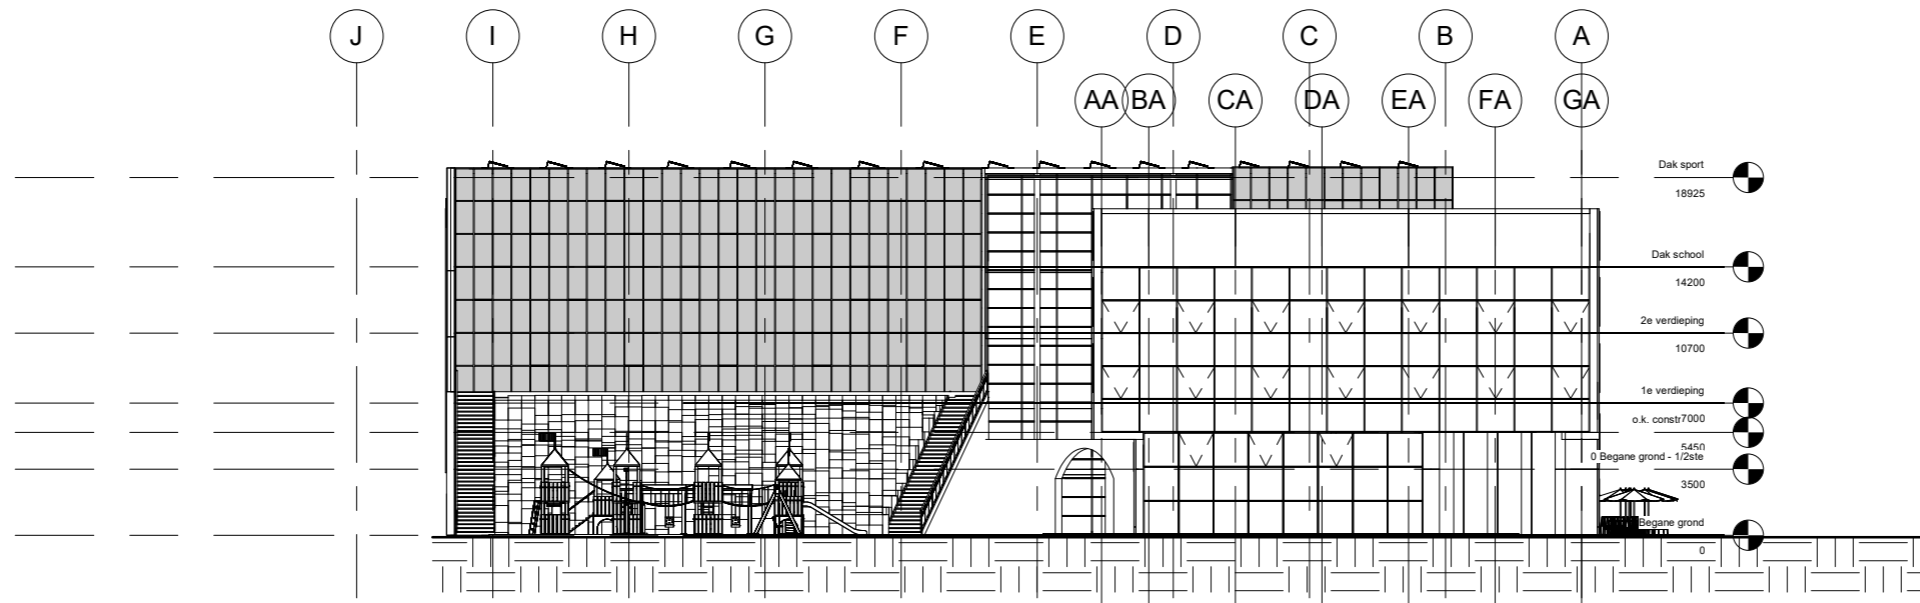 J I H G F E D C B A
AA BA CA DA EA FA GA
Dak sport
18925
Dak school
14200
2e verdieping
10700
1e verdieping
o.k. constr7000
5450
0 Begane grond - 1/2ste
3500
Begane grond
0